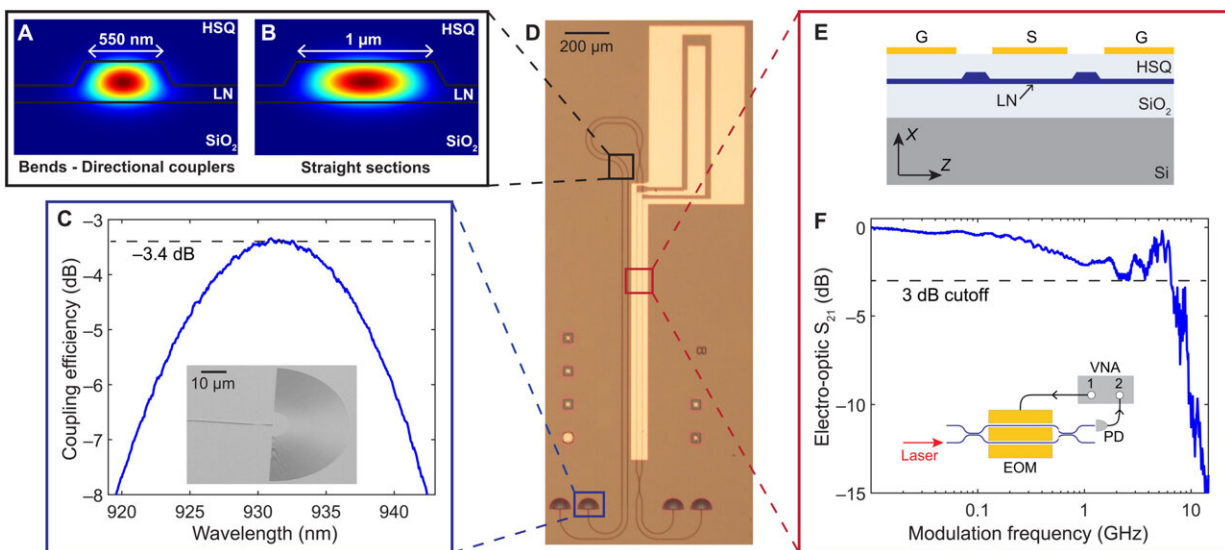 A
HSQ
550 nm
LN
SiO₂
Bends - Directional couplers
B
HSQ
1 µm
LN
SiO₂
Straight sections
C
–3
–3.4 dB
–4
–5
–6
–7
–8
Coupling efficiency (dB)
10 µm
920 925 930 935 940
Wavelength (nm)
D
200 µm
E
G S G
HSQ
LN
SiO₂
X
Z
Si
F
0
3 dB cutoff
–5
–10
–15
Electro-optic S₂₁ (dB)
VNA
1 2
PD
Laser
EOM
0.1 1 10
Modulation frequency (GHz)